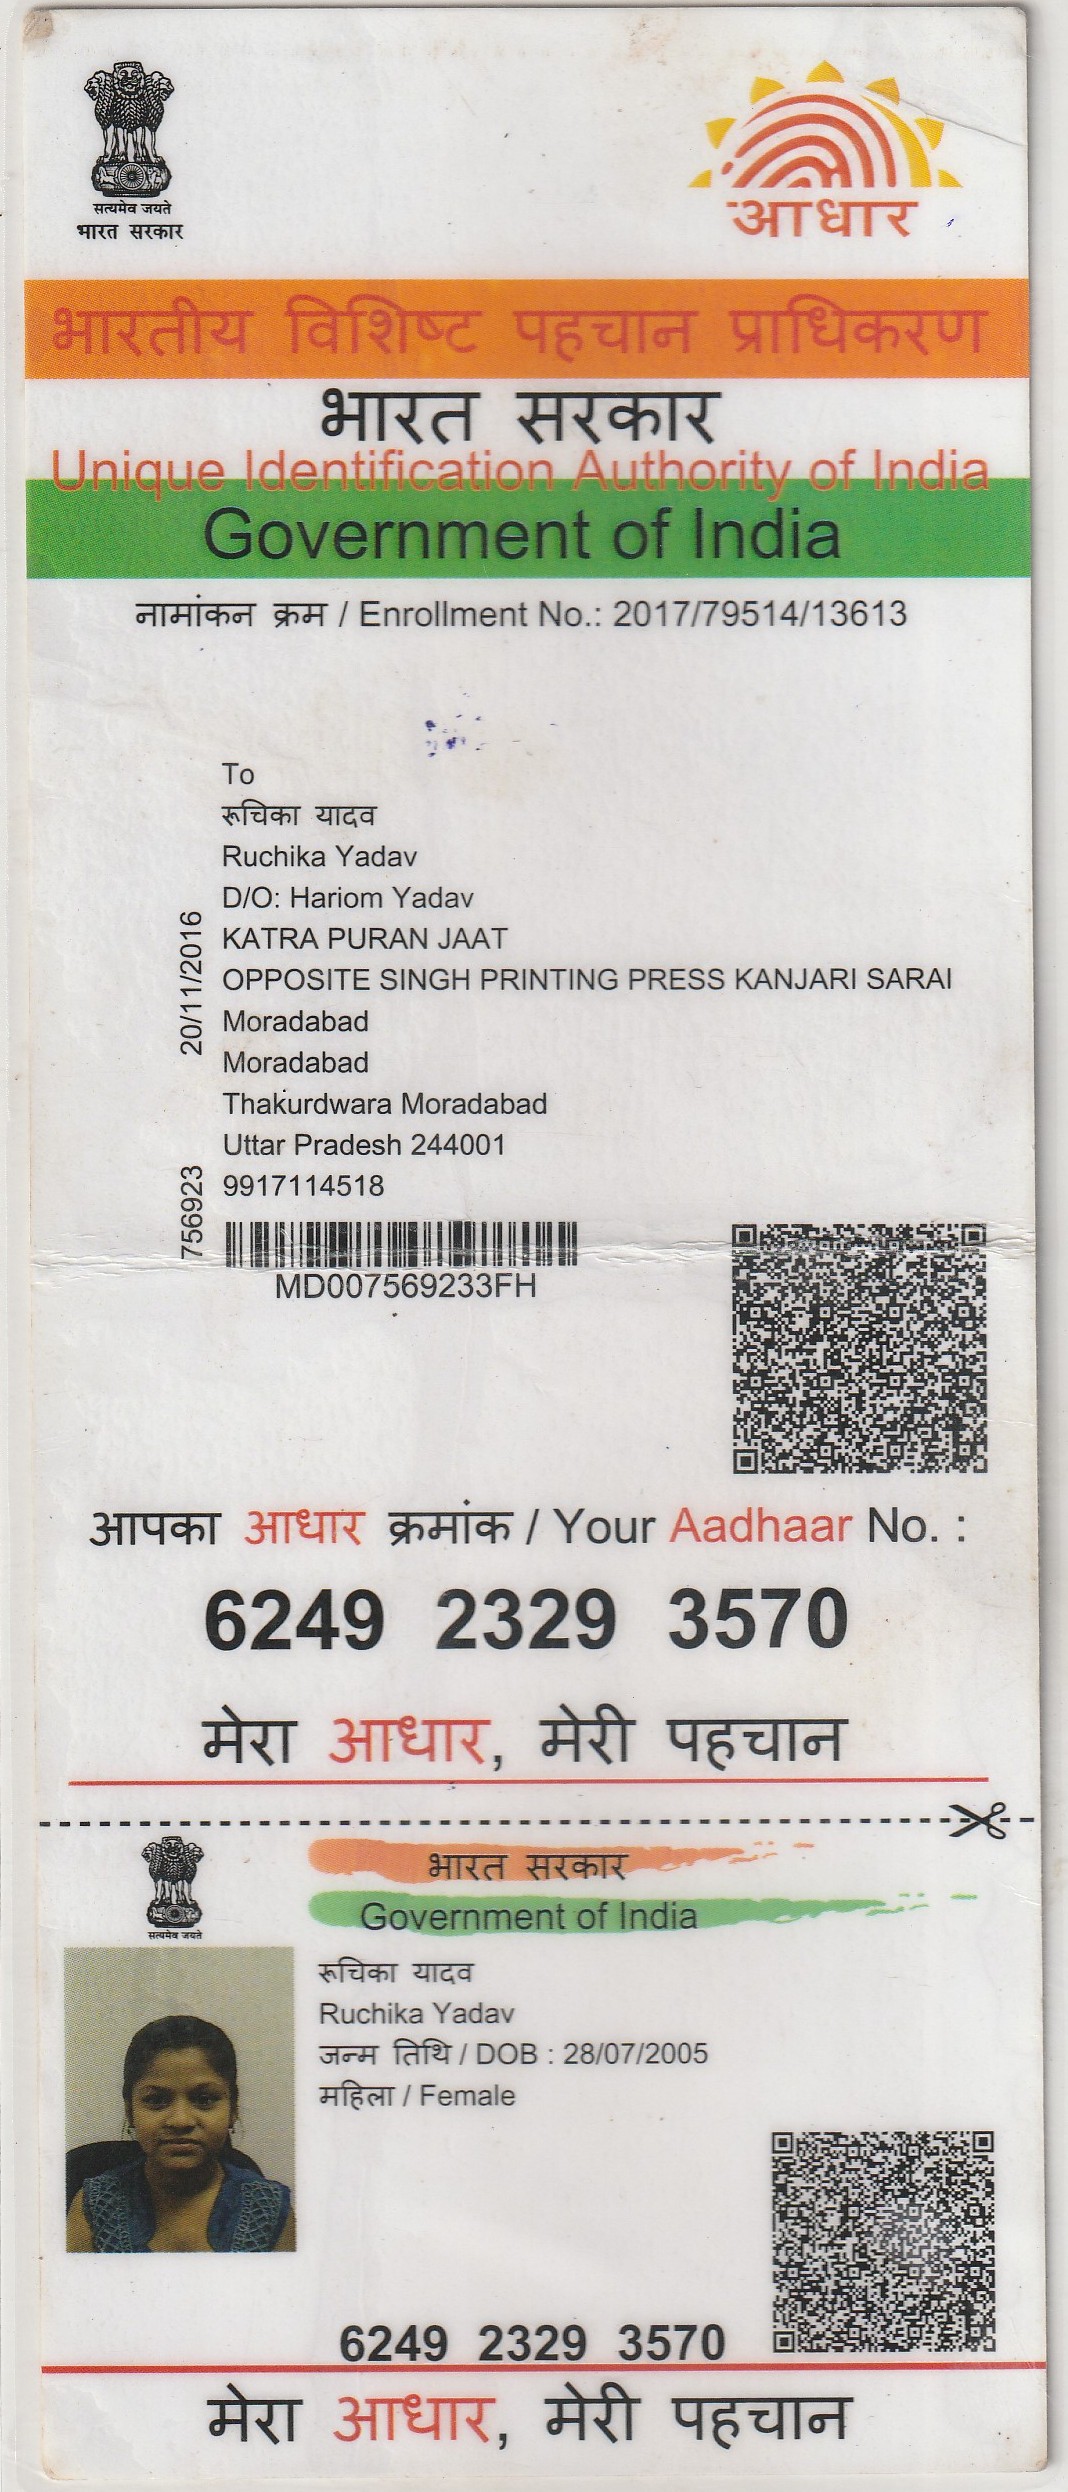 सत्यमेव जयते
भारत सरकार
आधार
भारतीय विशिष्ट पहचान प्राधिकरण
भारत सरकार
Unique Identification Authority of India
Government of India
नामांकन क्रम / Enrollment No.: 2017/79514/13613
To
रूचिका यादव
Ruchika Yadav
D/O: Hariom Yadav
KATRA PURAN JAAT
OPPOSITE SINGH PRINTING PRESS KANJARI SARAI
Moradabad
Moradabad
Thakurdwara Moradabad
Uttar Pradesh 244001
9917114518
20/11/2016
756923
MD007569233FH
आपका आधार क्रमांक / Your Aadhaar No. :
6249 2329 3570
मेरा आधार, मेरी पहचान
सत्यमेव जयते
भारत सरकार
Government of India
रूचिका यादव
Ruchika Yadav
जन्म तिथि / DOB : 28/07/2005
महिला / Female
6249 2329 3570
मेरा आधार, मेरी पहचान